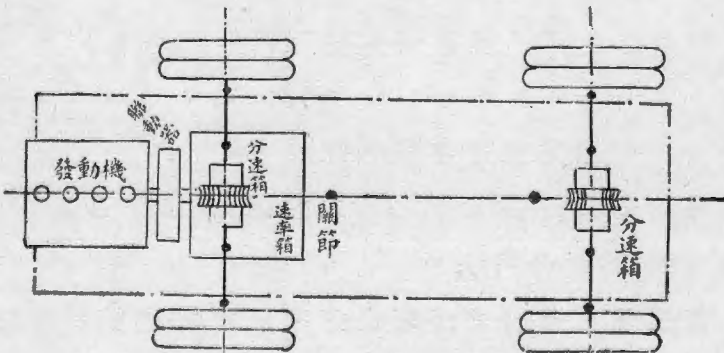 發動機
聯動器
分速箱
速率箱
關節
分速箱